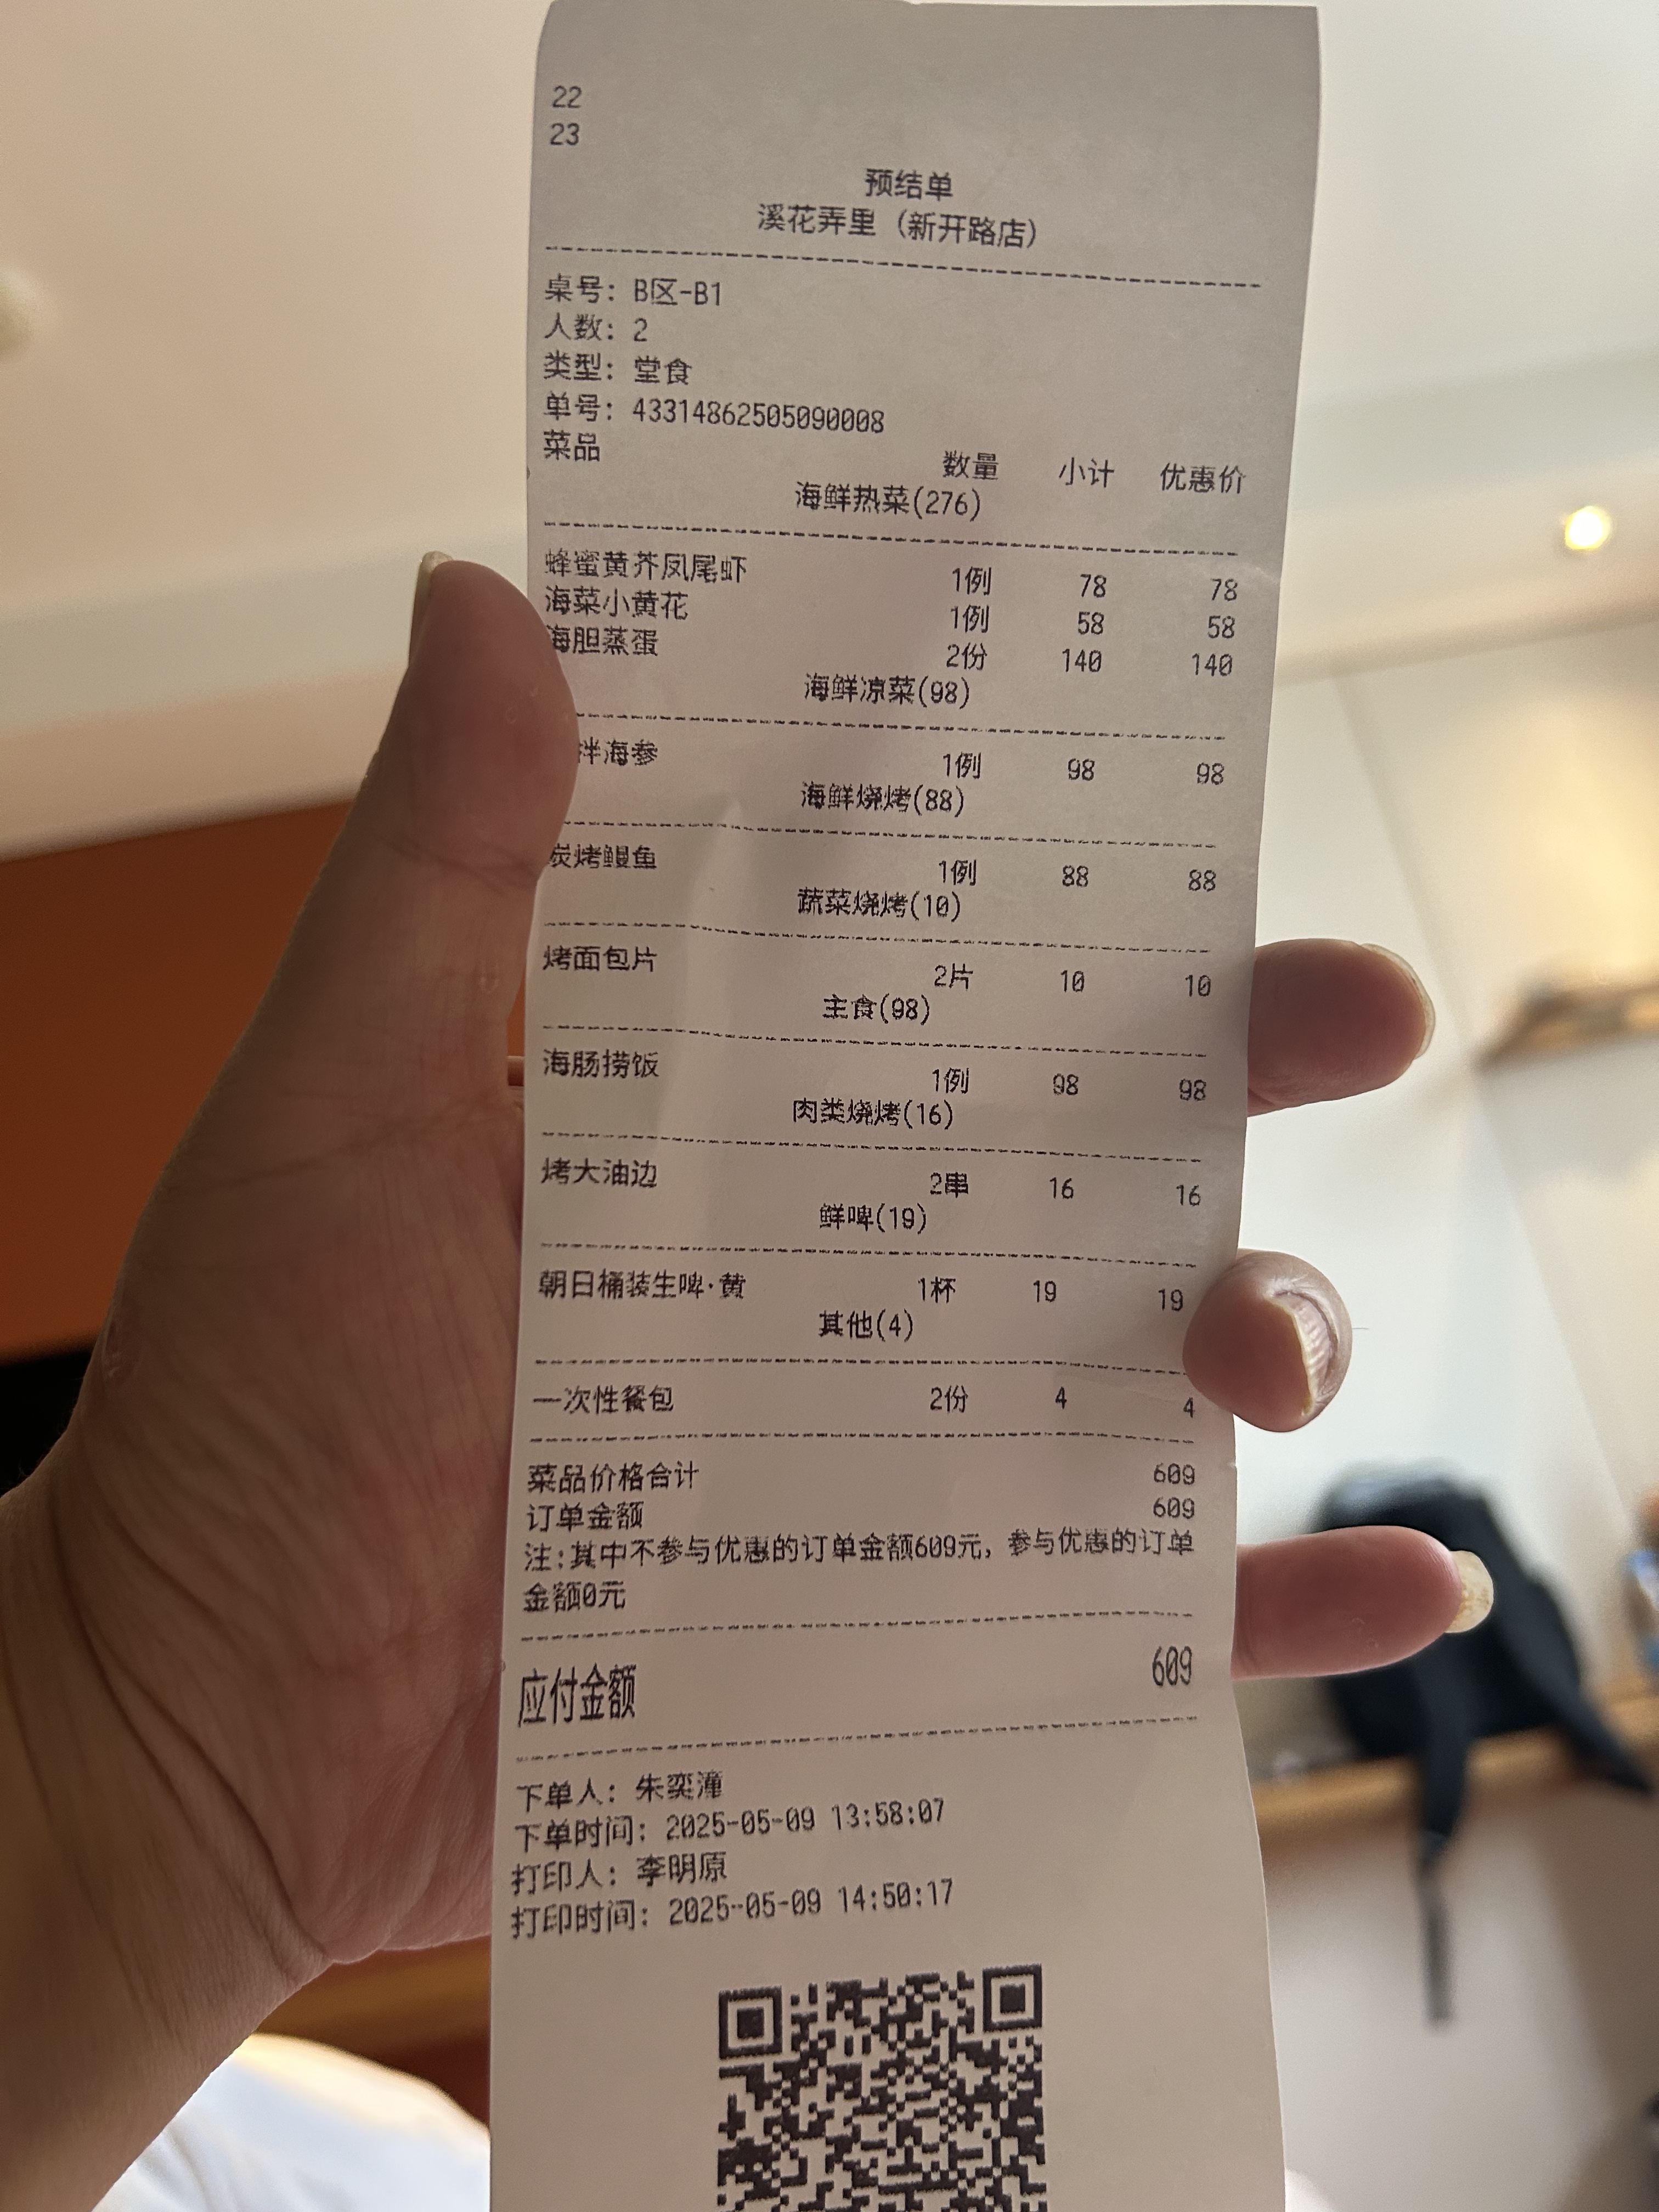 22
23
预结单
溪花弄里（新开路店）
桌号：B区-B1
人数：2
类型：堂食
单号：43314862505090008
菜品 数量 小计 优惠价
海鲜热菜(276)
蜂蜜黄芥凤尾虾 1例 78 78
海菜小黄花 1例 58 58
海胆蒸蛋 2份 140 140
海鲜凉菜(98)
拌海参 1例 98 98
海鲜烧烤(88)
炭烤鳗鱼 1例 88 88
蔬菜烧烤(10)
烤面包片 2片 10 10
主食(98)
海肠捞饭 1例 98 98
肉类烧烤(16)
烤大油边 2串 16 16
鲜啤(19)
朝日桶装生啤·黄 1杯 19 19
其他(4)
一次性餐包 2份 4 4
菜品价格合计 609
订单金额 609
注:其中不参与优惠的订单金额609元，参与优惠的订单
金额0元
应付金额 609
下单人：朱奕潼
下单时间：2025-05-09 13:58:07
打印人：李明原
打印时间：2025-05-09 14:50:17